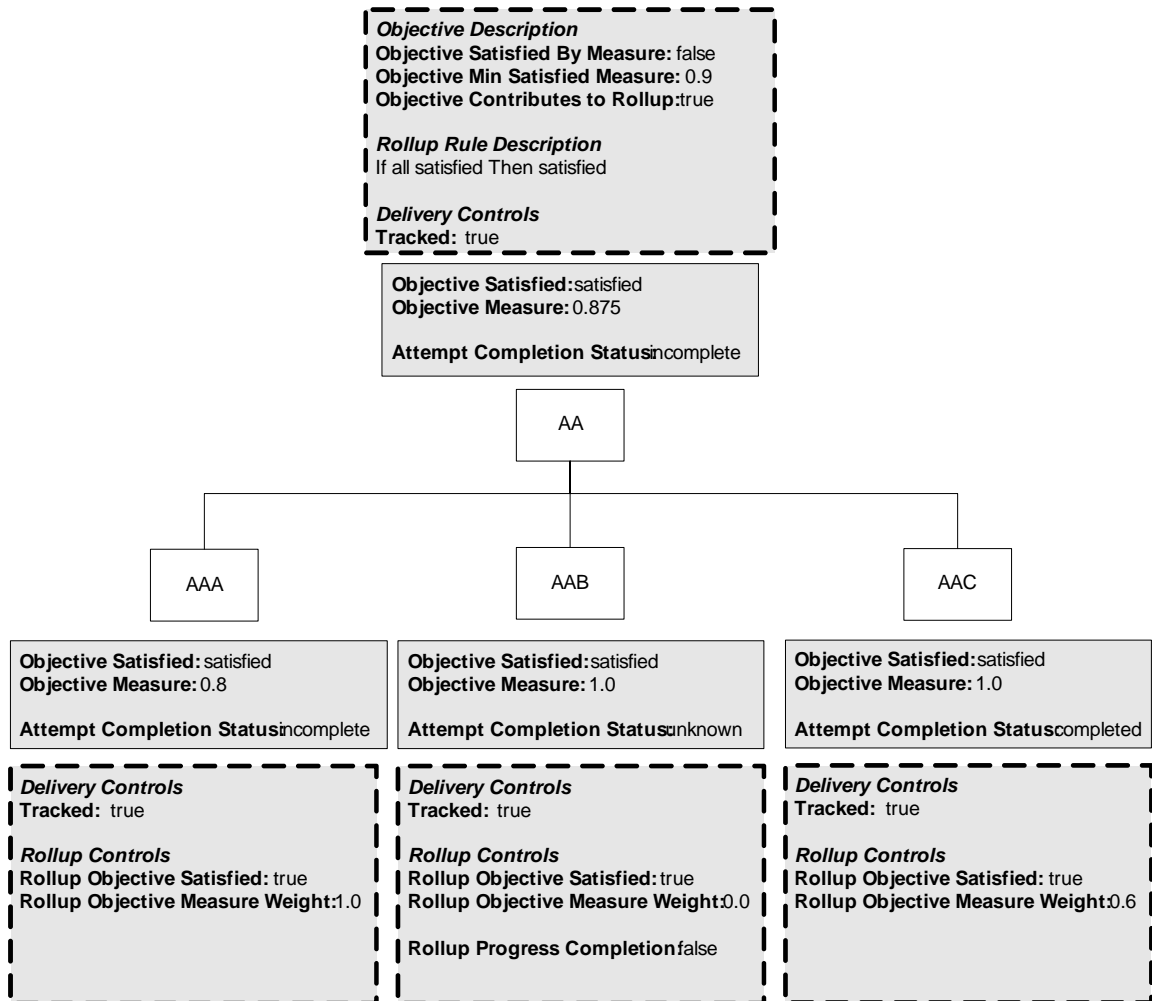 Objective Description
Objective Satisfied By Measure: false
Objective Min Satisfied Measure: 0.9
Objective Contributes to Rollup:true
Rollup Rule Description
If all satisfied Then satisfied
Delivery Controls
Tracked: true
Objective Satisfied:satisfied
Objective Measure: 0.875
Attempt Completion Status:incomplete
AA
AAA
AAB
AAC
Objective Satisfied: satisfied
Objective Measure: 0.8
Attempt Completion Status:incomplete
Objective Satisfied:satisfied
Objective Measure: 1.0
Attempt Completion Status:unknown
Objective Satisfied:satisfied
Objective Measure: 1.0
Attempt Completion Status:completed
Delivery Controls
Tracked: true
Rollup Controls
Rollup Objective Satisfied: true
Rollup Objective Measure Weight:1.0
Delivery Controls
Tracked: true
Rollup Controls
Rollup Objective Satisfied:true
Rollup Objective Measure Weight:0.0
Rollup Progress Completion:false
Delivery Controls
Tracked: true
Rollup Controls
Rollup Objective Satisfied: true
Rollup Objective Measure Weight:0.6